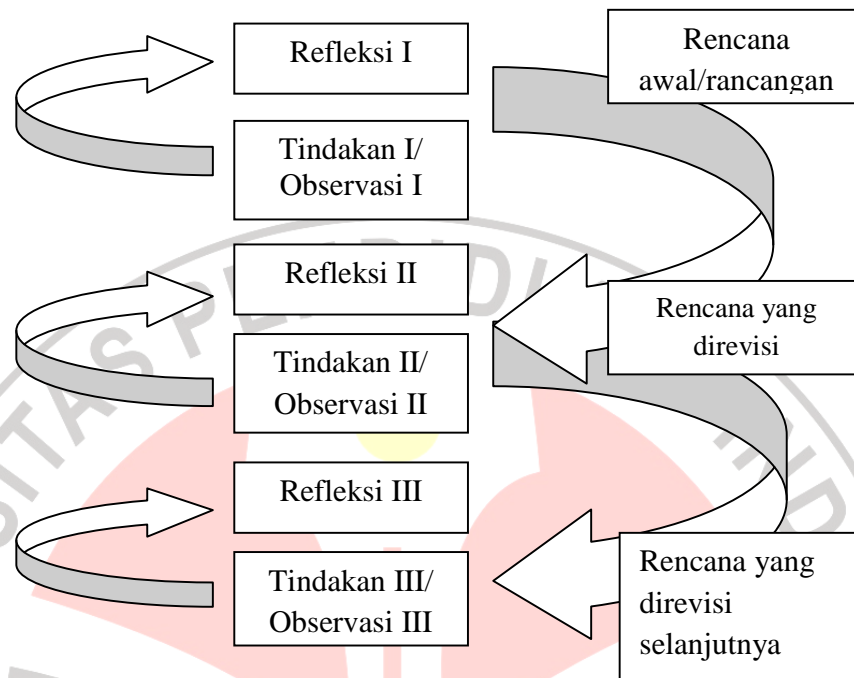 Refleksi I
Rencana
awal/rancangan
Tindakan I/
Observasi I
Refleksi II
Rencana yang
direvisi
Tindakan II/
Observasi II
Refleksi III
Tindakan III/
Observasi III
Rencana yang
direvisi
selanjutnya